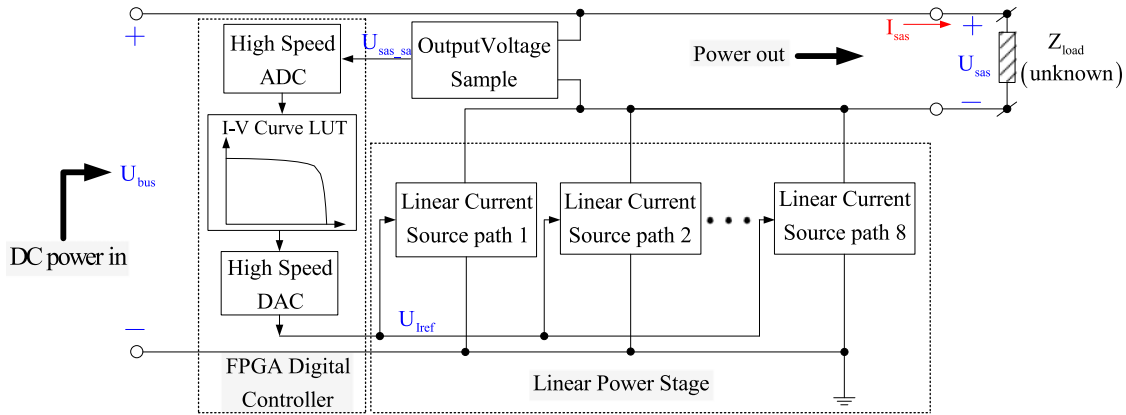 +
High Speed
ADC
U_sas_sa
OutputVoltage
Sample
Power out
I_sas
+
U_sas
−
Z_load
(unknown)
I-V Curve LUT
U_bus
DC power in
Linear Current
Source path 1
Linear Current
Source path 2
Linear Current
Source path 8
High Speed
DAC
U_Iref
−
FPGA Digital
Controller
Linear Power Stage